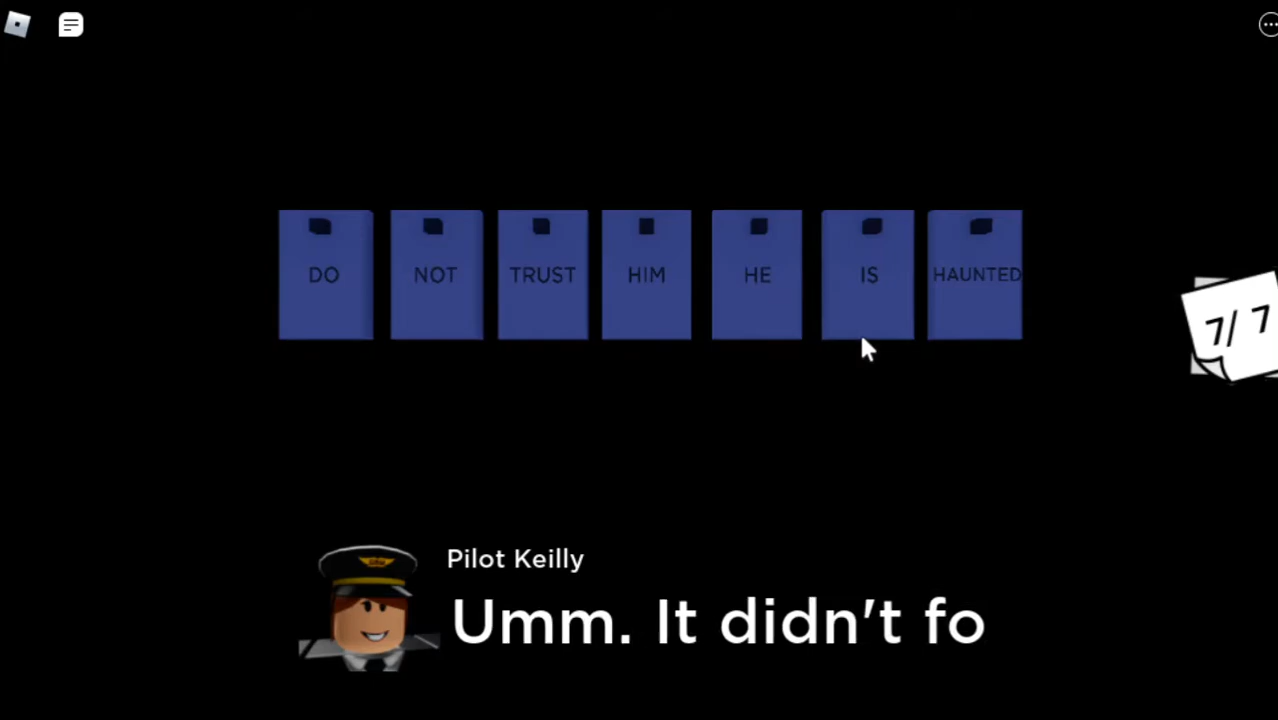 DO NOT TRUST HIM HE IS HAUNTED
7/7
Pilot Keilly
Umm. It didn't fo